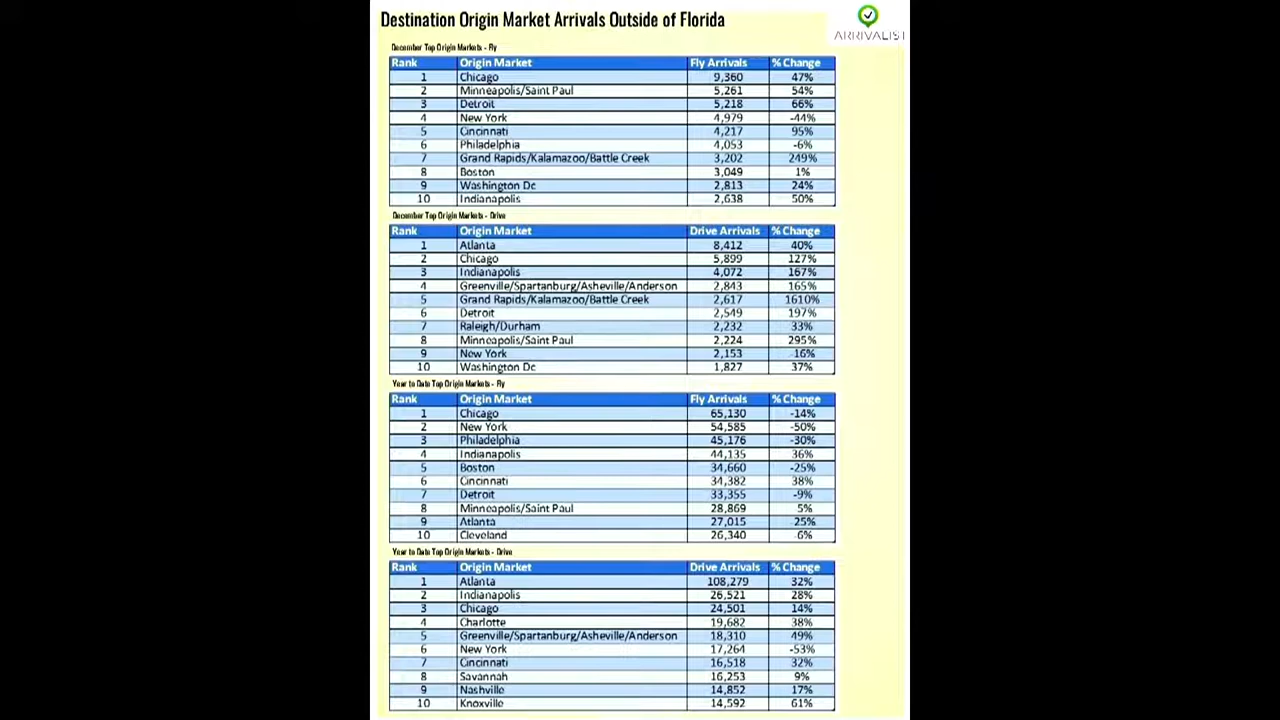 Destination Origin Market Arrivals Outside of Florida
ARRIVALIST
December Top Origin Markets - Fly
Rank Origin Market Fly Arrivals % Change
1 Chicago 9,360 47%
2 Minneapolis/Saint Paul 5,261 54%
3 Detroit 5,218 66%
4 New York 4,979 -44%
5 Cincinnati 4,217 95%
6 Philadelphia 4,053 -6%
7 Grand Rapids/Kalamazoo/Battle Creek 3,202 249%
8 Boston 3,049 1%
9 Washington Dc 2,813 24%
10 Indianapolis 2,638 50%
December Top Origin Markets - Drive
Rank Origin Market Drive Arrivals % Change
1 Atlanta 8,412 40%
2 Chicago 5,899 127%
3 Indianapolis 4,072 167%
4 Greenville/Spartanburg/Asheville/Anderson 2,843 165%
5 Grand Rapids/Kalamazoo/Battle Creek 2,617 1610%
6 Detroit 2,549 197%
7 Raleigh/Durham 2,232 33%
8 Minneapolis/Saint Paul 2,224 295%
9 New York 2,153 16%
10 Washington Dc 1,827 37%
Year to Date Top Origin Markets - Fly
Rank Origin Market Fly Arrivals % Change
1 Chicago 65,130 -14%
2 New York 54,585 -50%
3 Philadelphia 45,176 -30%
4 Indianapolis 44,135 36%
5 Boston 34,660 -25%
6 Cincinnati 34,382 38%
7 Detroit 33,355 -9%
8 Minneapolis/Saint Paul 28,869 5%
9 Atlanta 27,015 25%
10 Cleveland 26,340 6%
Year to Date Top Origin Markets - Drive
Rank Origin Market Drive Arrivals % Change
1 Atlanta 108,279 32%
2 Indianapolis 26,521 28%
3 Chicago 24,501 14%
4 Charlotte 19,682 38%
5 Greenville/Spartanburg/Asheville/Anderson 18,310 49%
6 New York 17,264 -53%
7 Cincinnati 16,518 32%
8 Savannah 16,253 9%
9 Nashville 14,852 17%
10 Knoxville 14,592 61%